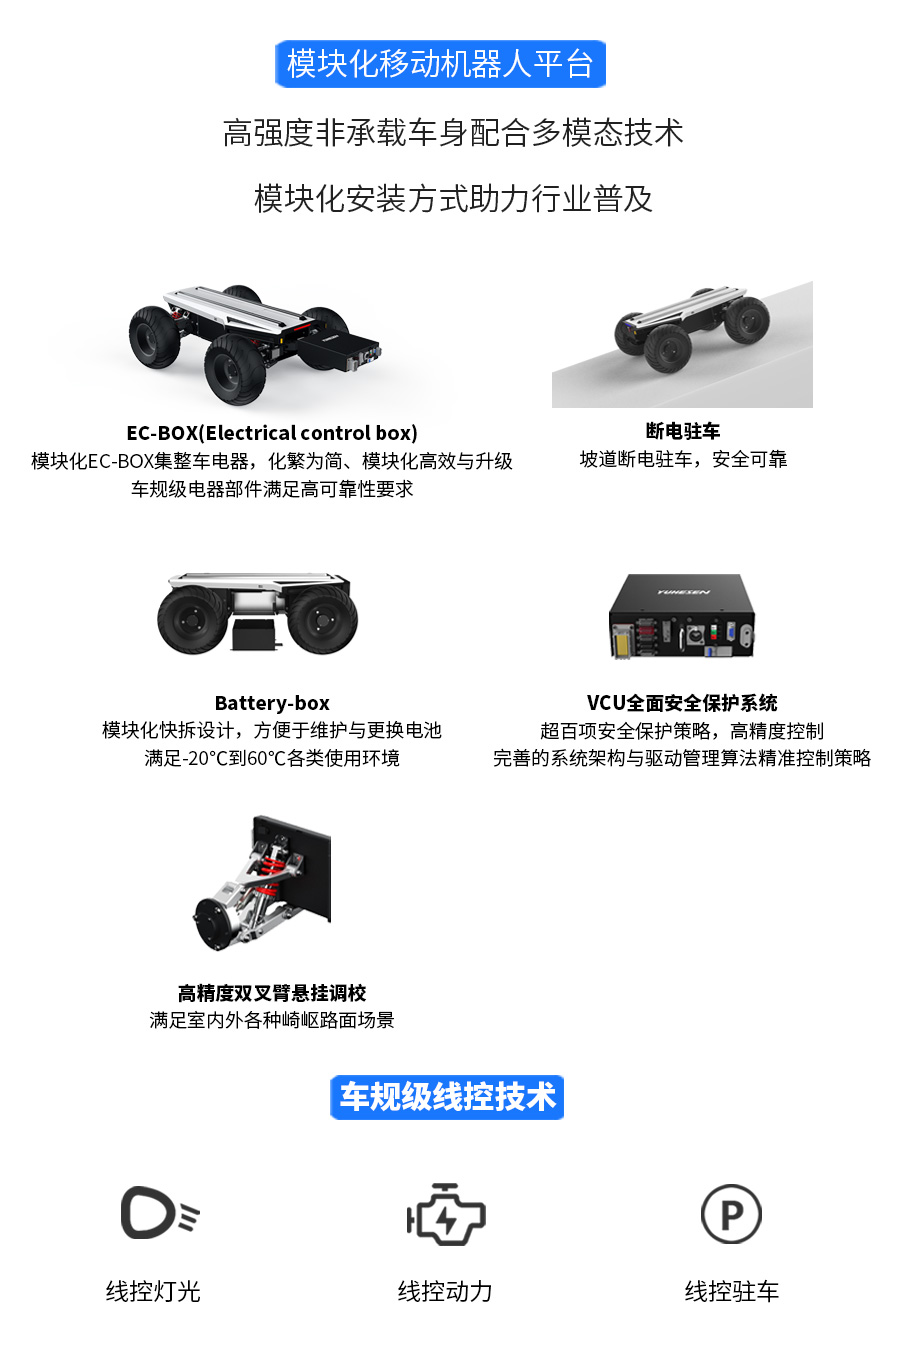 模块化移动机器人平台
高强度非承载车身配合多模态技术
模块化安装方式助力行业普及
EC-BOX(Electrical control box)
模块化EC-BOX集整车电器，化繁为简、模块化高效与升级
车规级电器部件满足高可靠性要求
断电驻车
坡道断电驻车，安全可靠
YUHESEN
Battery-box
模块化快拆设计，方便于维护与更换电池
满足-20℃到60℃各类使用环境
VCU全面安全保护系统
超百项安全保护策略，高精度控制
完善的系统架构与驱动管理算法精准控制策略
高精度双叉臂悬挂调校
满足室内外各种崎岖路面场景
车规级线控技术
P
线控灯光
线控动力
线控驻车